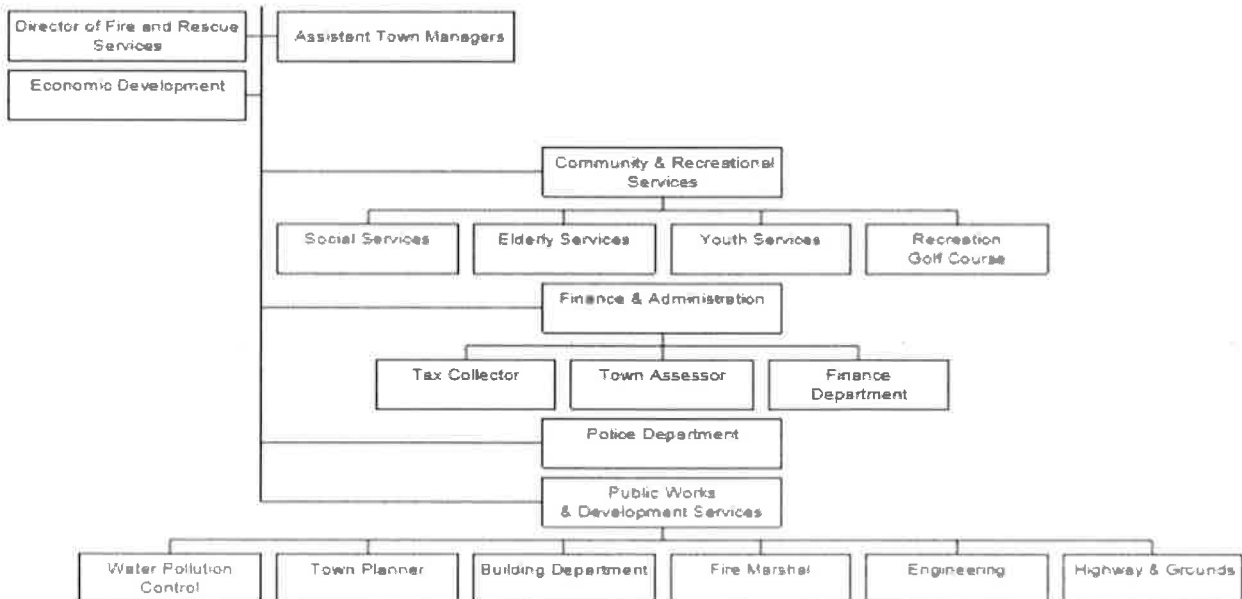 Director of Fire and Rescue
Services
Assistant Town Managers
Economic Development
Community & Recreational
Services
Social Services
Elderly Services
Youth Services
Recreation
Golf Course
Finance & Administration
Tax Collector
Town Assessor
Finance
Department
Police Department
Public Works
& Development Services
Water Pollution
Control
Town Planner
Building Department
Fire Marshal
Engineering
Highway & Grounds